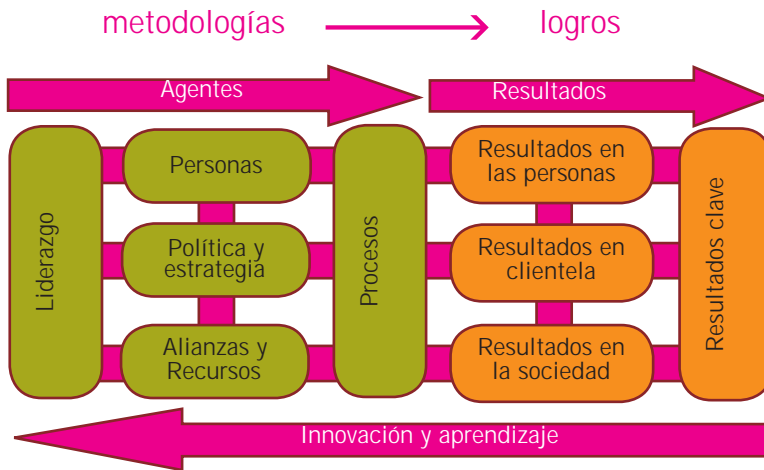 metodologías logros
Agentes
Resultados
Liderazgo
Personas
Política y
estrategia
Alianzas y
Recursos
Procesos
Resultados en
las personas
Resultados en
clientela
Resultados en
la sociedad
Resultados clave
Innovación y aprendizaje